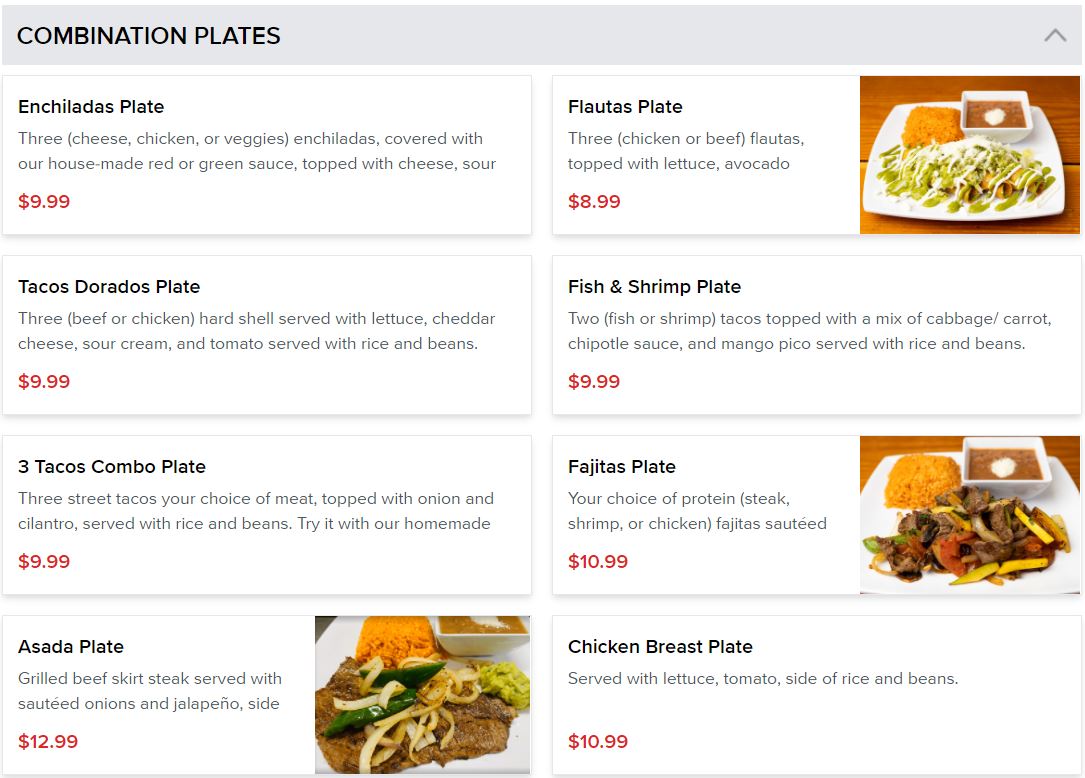 COMBINATION PLATES
Enchiladas Plate
Three (cheese, chicken, or veggies) enchiladas, covered with
our house-made red or green sauce, topped with cheese, sour
$9.99
Flautas Plate
Three (chicken or beef) flautas,
topped with lettuce, avocado
$8.99
Tacos Dorados Plate
Three (beef or chicken) hard shell served with lettuce, cheddar
cheese, sour cream, and tomato served with rice and beans.
$9.99
Fish & Shrimp Plate
Two (fish or shrimp) tacos topped with a mix of cabbage/ carrot,
chipotle sauce, and mango pico served with rice and beans.
$9.99
3 Tacos Combo Plate
Three street tacos your choice of meat, topped with onion and
cilantro, served with rice and beans. Try it with our homemade
$9.99
Fajitas Plate
Your choice of protein (steak,
shrimp, or chicken) fajitas sautéed
$10.99
Asada Plate
Grilled beef skirt steak served with
sautéed onions and jalapeño, side
$12.99
Chicken Breast Plate
Served with lettuce, tomato, side of rice and beans.
$10.99